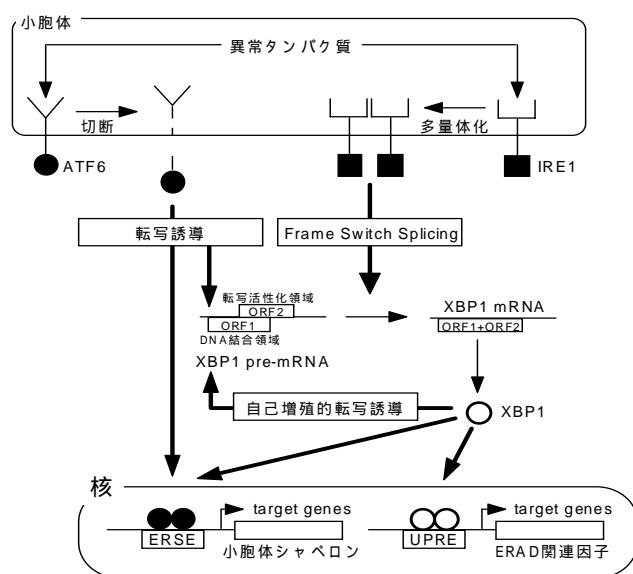 小胞体
異常タンパク質
切断
多量体化
ATF6
IRE1
転写誘導
Frame Switch Splicing
転写活性化領域
ORF2
ORF1
DNA結合領域
XBP1 pre-mRNA
XBP1 mRNA
ORF1+ORF2
自己増殖的転写誘導
XBP1
核
target genes
target genes
ERSE
小胞体シャペロン
UPRE
ERAD関連因子